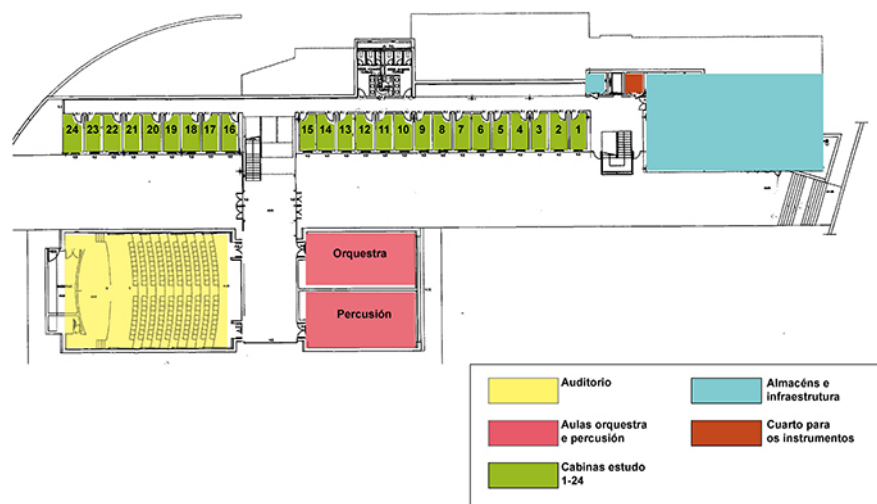 24 23 22 21 20 19 18 17 16 15 14 13 12 11 10 9 8 7 6 5 4 3 2 1
Orquestra
Percusión
Auditorio
Aulas orquestra
e percusión
Cabinas estudo
1-24
Almacéns e
infraestrutura
Cuarto para
os instrumentos